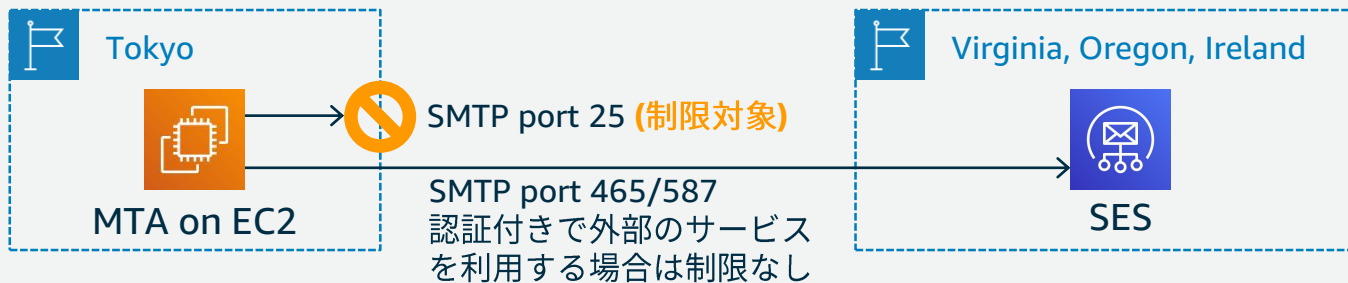 Tokyo
Virginia, Oregon, Ireland
SMTP port 25 (制限対象)
MTA on EC2
SMTP port 465/587
認証付きで外部のサービス
を利用する場合は制限なし
SES